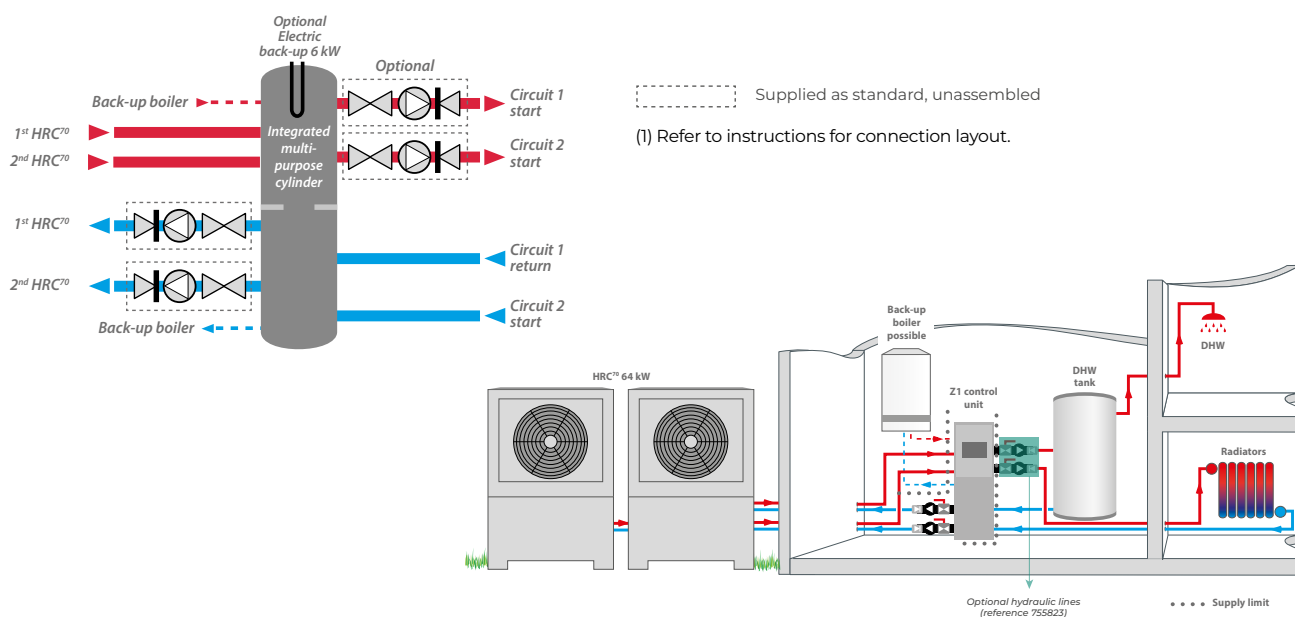 Optional
Electric
back-up 6 kW
Optional
Back-up boiler
Circuit 1
start
1st HRC70
Integrated
multi-
purpose
cylinder
2nd HRC70
Circuit 2
start
1st HRC70
Circuit 1
return
2nd HRC70
Circuit 2
start
Back-up boiler
Supplied as standard, unassembled
(1) Refer to instructions for connection layout.
HRC70 64 kW
Back-up
boiler
possible
Z1 control
unit
DHW
tank
DHW
Radiators
Optional hydraulic lines
(reference 755823)
Supply limit